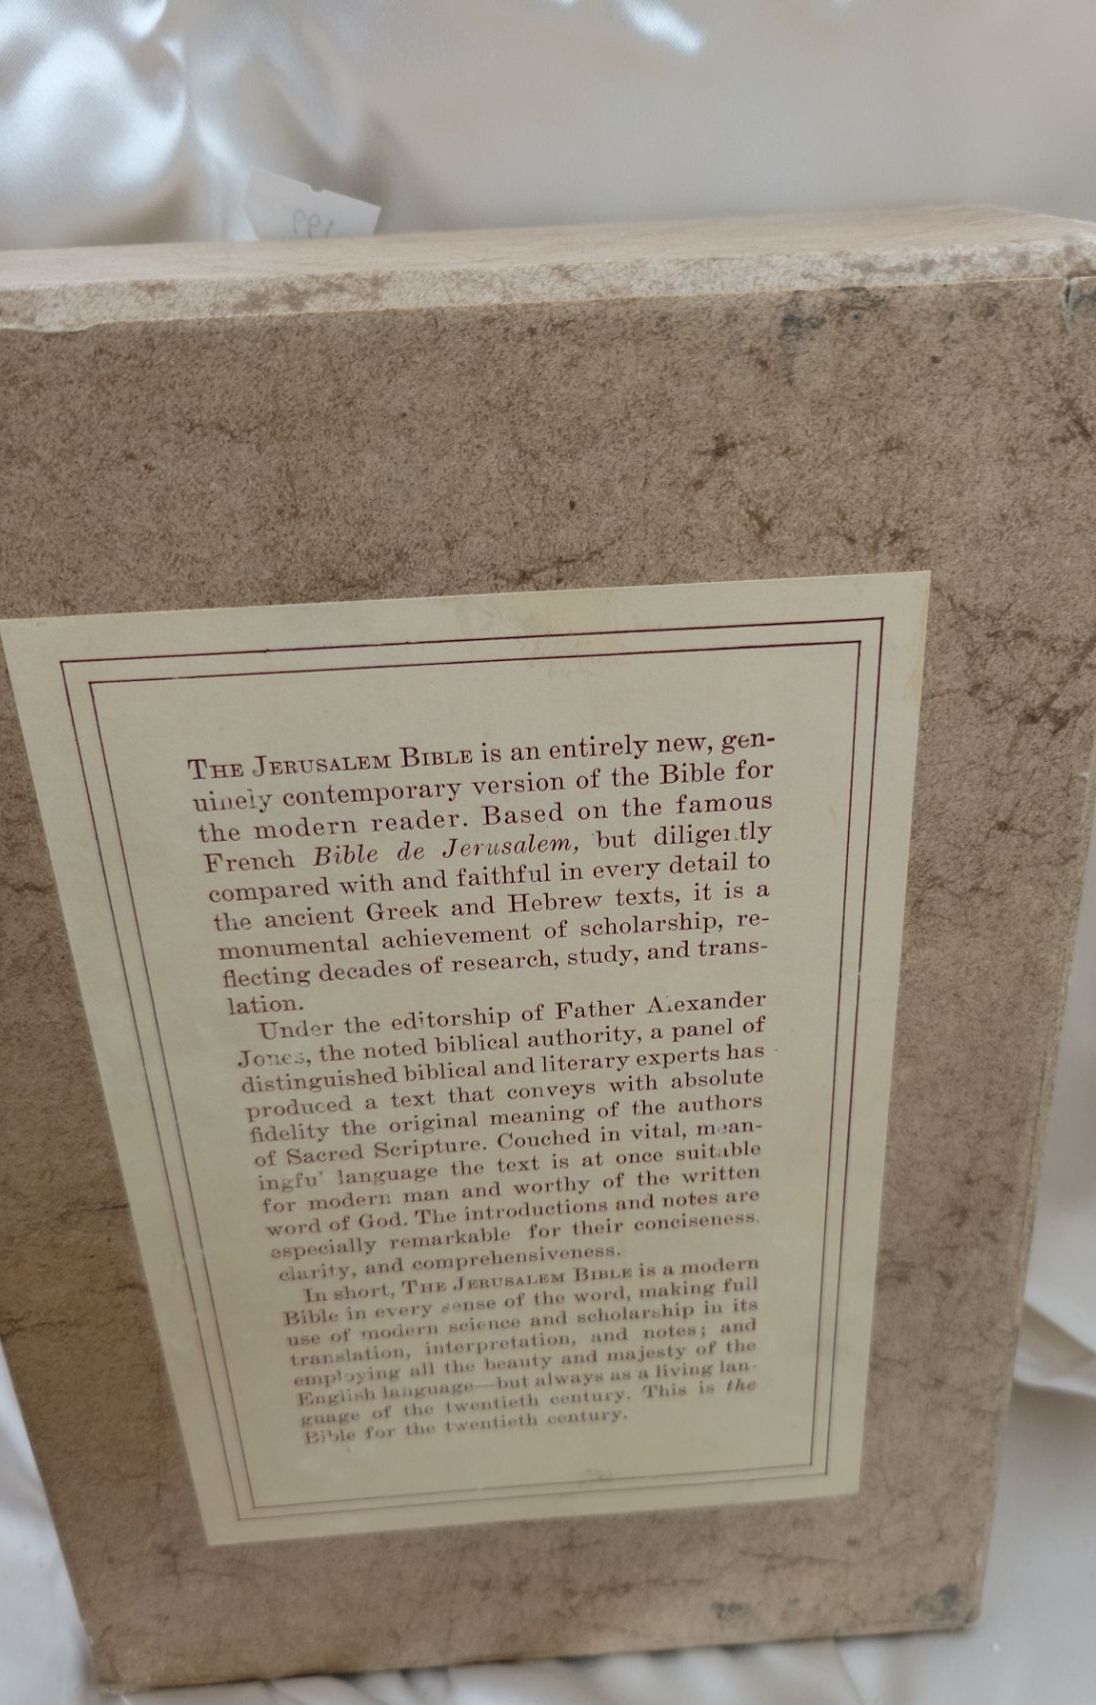 199
THE JERUSALEM BIBLE is an entirely new, gen-
uinely contemporary version of the Bible for
the modern reader. Based on the famous
French Bible de Jerusalem, but diligently
compared with and faithful in every detail to
the ancient Greek and Hebrew texts, it is a
monumental achievement of scholarship, re-
flecting decades of research, study, and trans-
lation.
Under the editorship of Father Alexander
Jones, the noted biblical authority, a panel of
distinguished biblical and literary experts has
produced a text that conveys with absolute
fidelity the original meaning of the authors
of Sacred Scripture. Couched in vital, mean-
ingful language the text is at once suitable
for modern man and worthy of the written
word of God. The introductions and notes are
especially remarkable for their conciseness,
clarity, and comprehensiveness.
In short, THE JERUSALEM BIBLE is a modern
Bible in every sense of the word, making full
use of modern science and scholarship in its
translation, interpretation, and notes; and
employing all the beauty and majesty of the
English language—but always as a living lan-
guage of the twentieth century. This is the
Bible for the twentieth century.